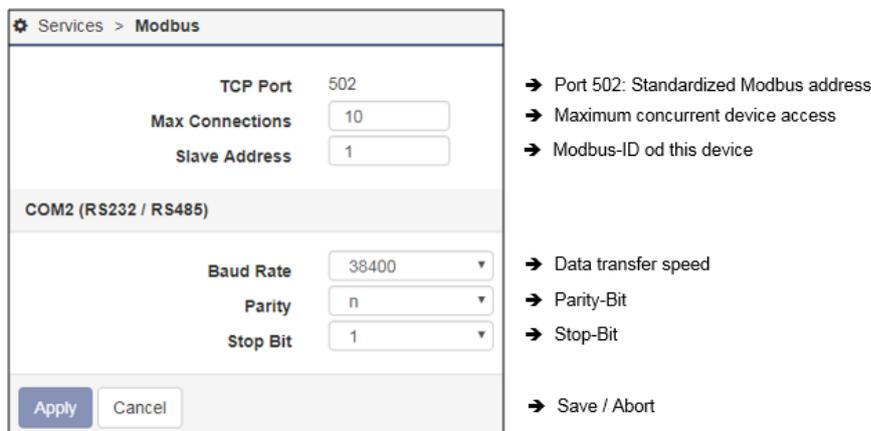 Services > Modbus
TCP Port 502 ➔ Port 502: Standardized Modbus address
Max Connections 10 ➔ Maximum concurrent device access
Slave Address 1 ➔ Modbus-ID od this device
COM2 (RS232 / RS485)
Baud Rate 38400 ➔ Data transfer speed
Parity n ➔ Parity-Bit
Stop Bit 1 ➔ Stop-Bit
Apply Cancel ➔ Save / Abort